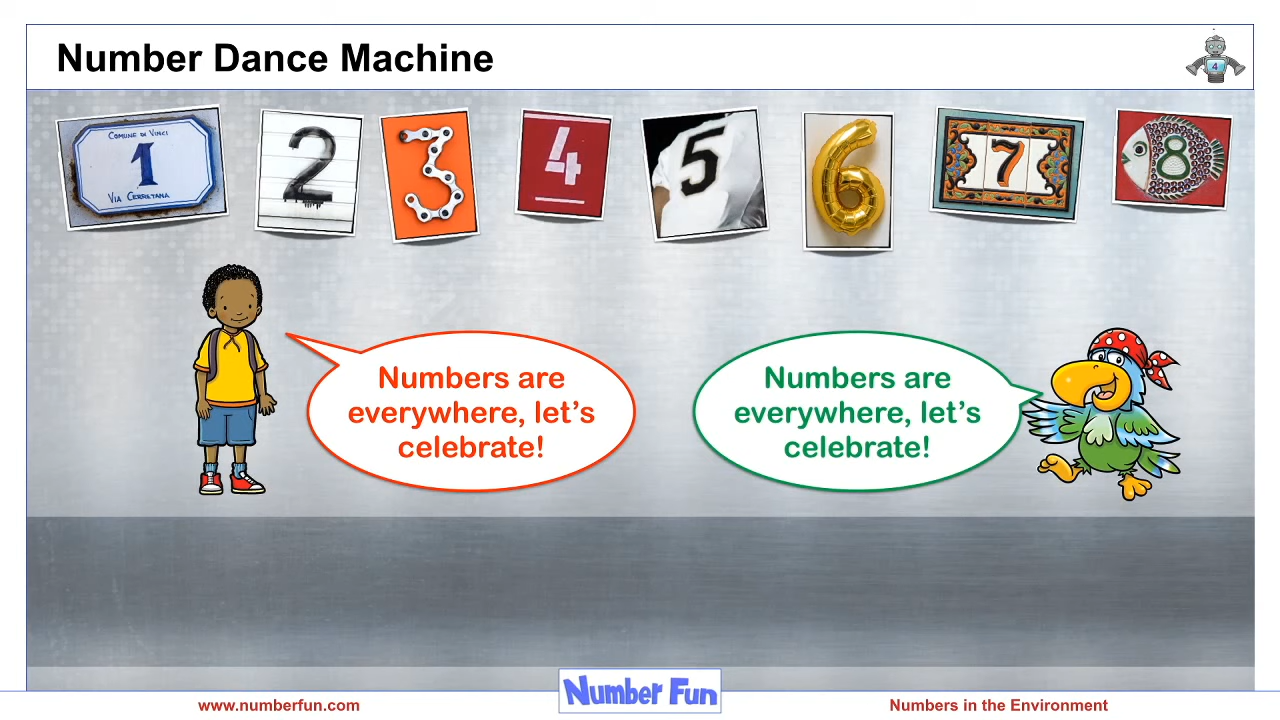 Number Dance Machine
4
COMUNE DI VINCI
1
VIA CERRETANA
2
3
4
5
6
7
8
Numbers are
everywhere, let's
celebrate!
Numbers are
everywhere, let's
celebrate!
www.numberfun.com
NUMBER FUN
Numbers in the Environment